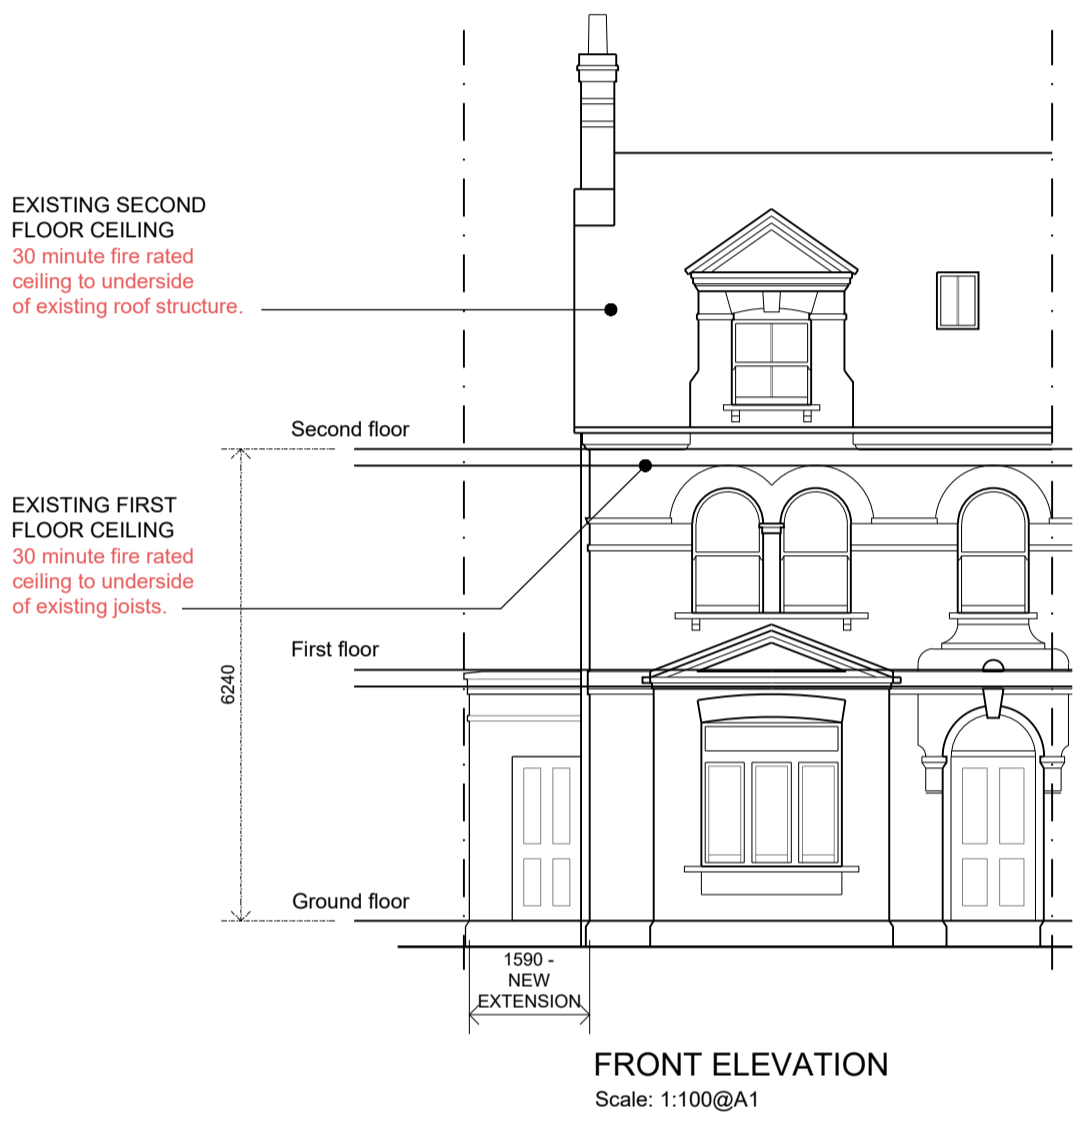 EXISTING SECOND
FLOOR CEILING
30 minute fire rated
ceiling to underside
of existing roof structure.
Second floor
EXISTING FIRST
FLOOR CEILING
30 minute fire rated
ceiling to underside
of existing joists.
First floor
6240
Ground floor
1590 -
NEW
EXTENSION
FRONT ELEVATION
Scale: 1:100@A1